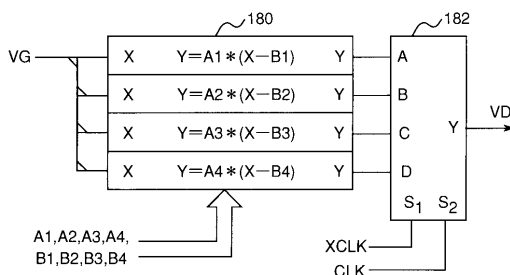 180
182
VG
X Y=A1*(X−B1) Y
X Y=A2*(X−B2) Y
X Y=A3*(X−B3) Y
X Y=A4*(X−B4) Y
A
B
C
D
Y
VD
S1 S2
A1,A2,A3,A4,
B1,B2,B3,B4
XCLK
CLK